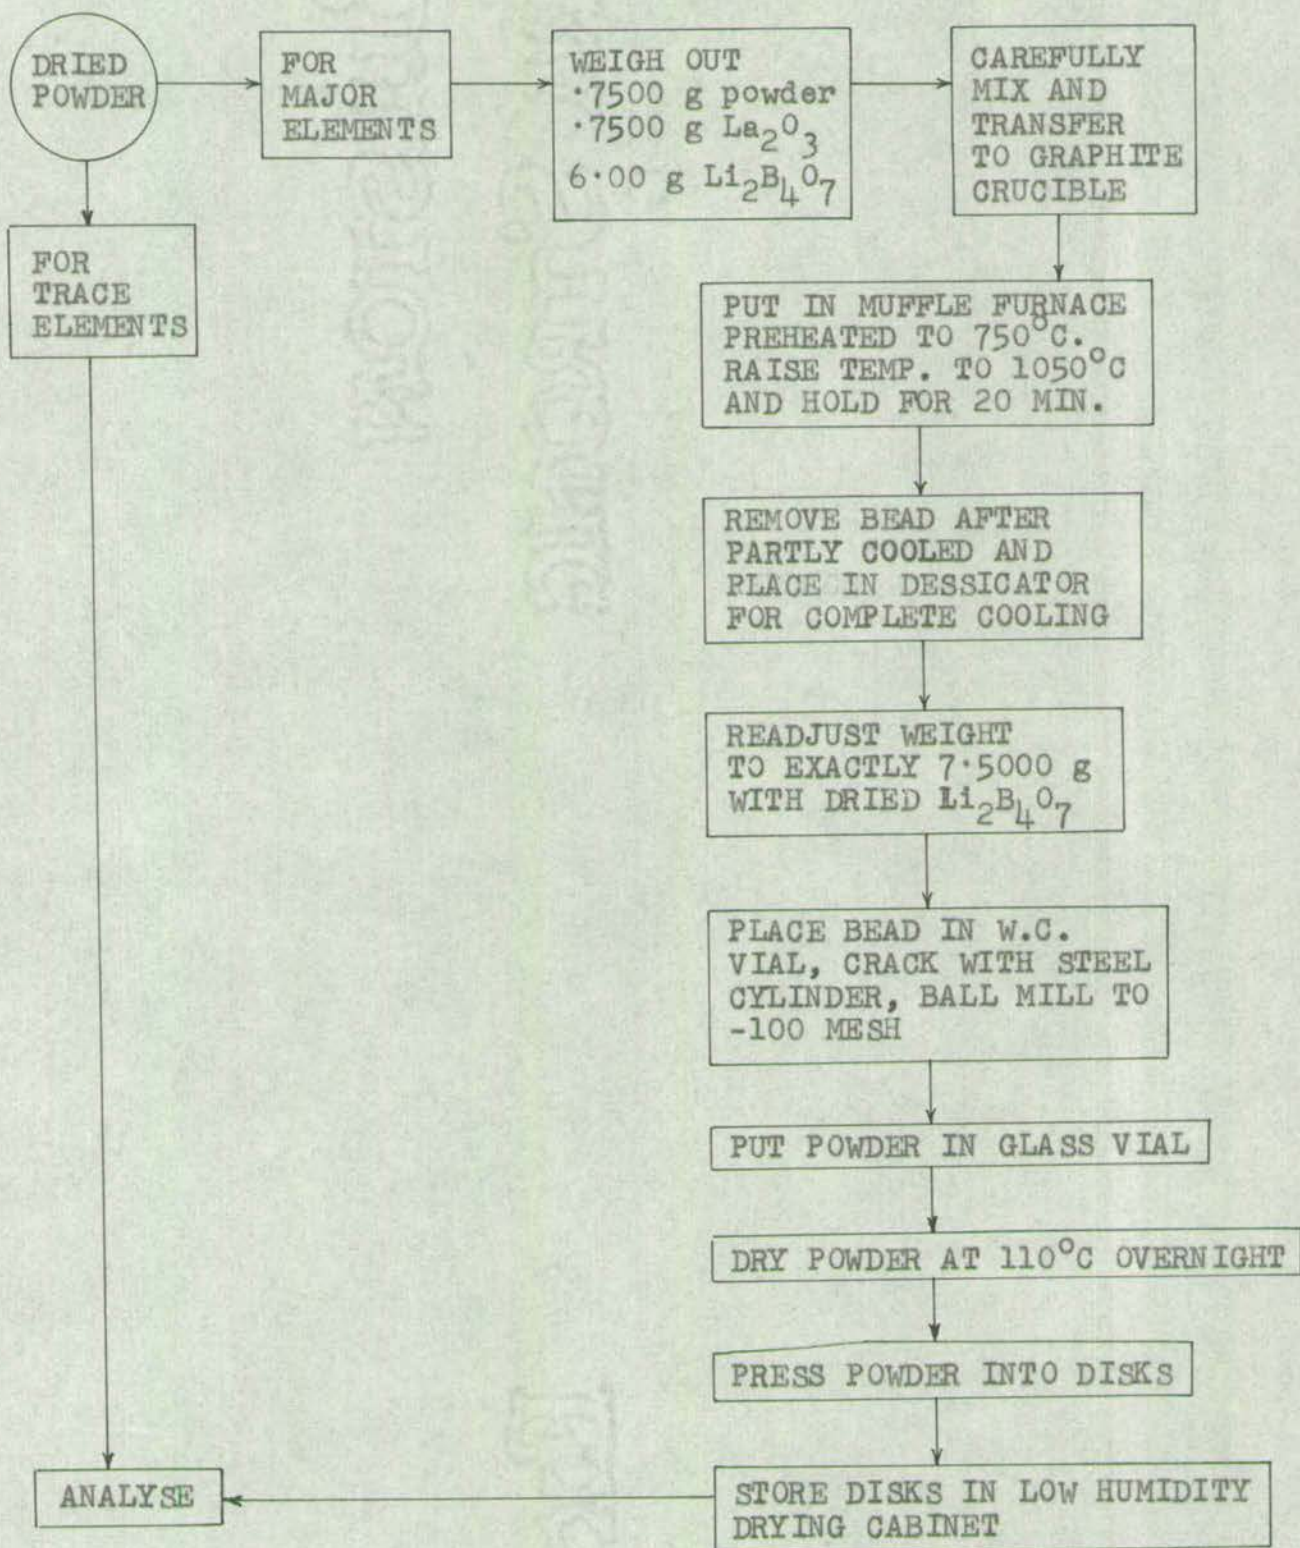 DRIED
POWDER
FOR
MAJOR
ELEMENTS
WEIGH OUT
·7500 g powder
·7500 g La₂O₃
6·00 g Li₂B₄O₇
CAREFULLY
MIX AND
TRANSFER
TO GRAPHITE
CRUCIBLE
FOR
TRACE
ELEMENTS
PUT IN MUFFLE FURNACE
PREHEATED TO 750°C.
RAISE TEMP. TO 1050°C
AND HOLD FOR 20 MIN.
REMOVE BEAD AFTER
PARTLY COOLED AND
PLACE IN DESSICATOR
FOR COMPLETE COOLING
READJUST WEIGHT
TO EXACTLY 7·5000 g
WITH DRIED Li₂B₄O₇
PLACE BEAD IN W.C.
VIAL, CRACK WITH STEEL
CYLINDER, BALL MILL TO
-100 MESH
PUT POWDER IN GLASS VIAL
DRY POWDER AT 110°C OVERNIGHT
PRESS POWDER INTO DISKS
STORE DISKS IN LOW HUMIDITY
DRYING CABINET
ANALYSE